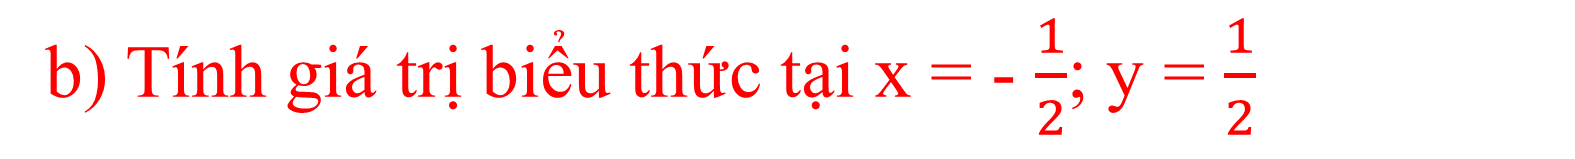 b) Tính giá trị biểu thức tại x = - 1/2; y = 1/2